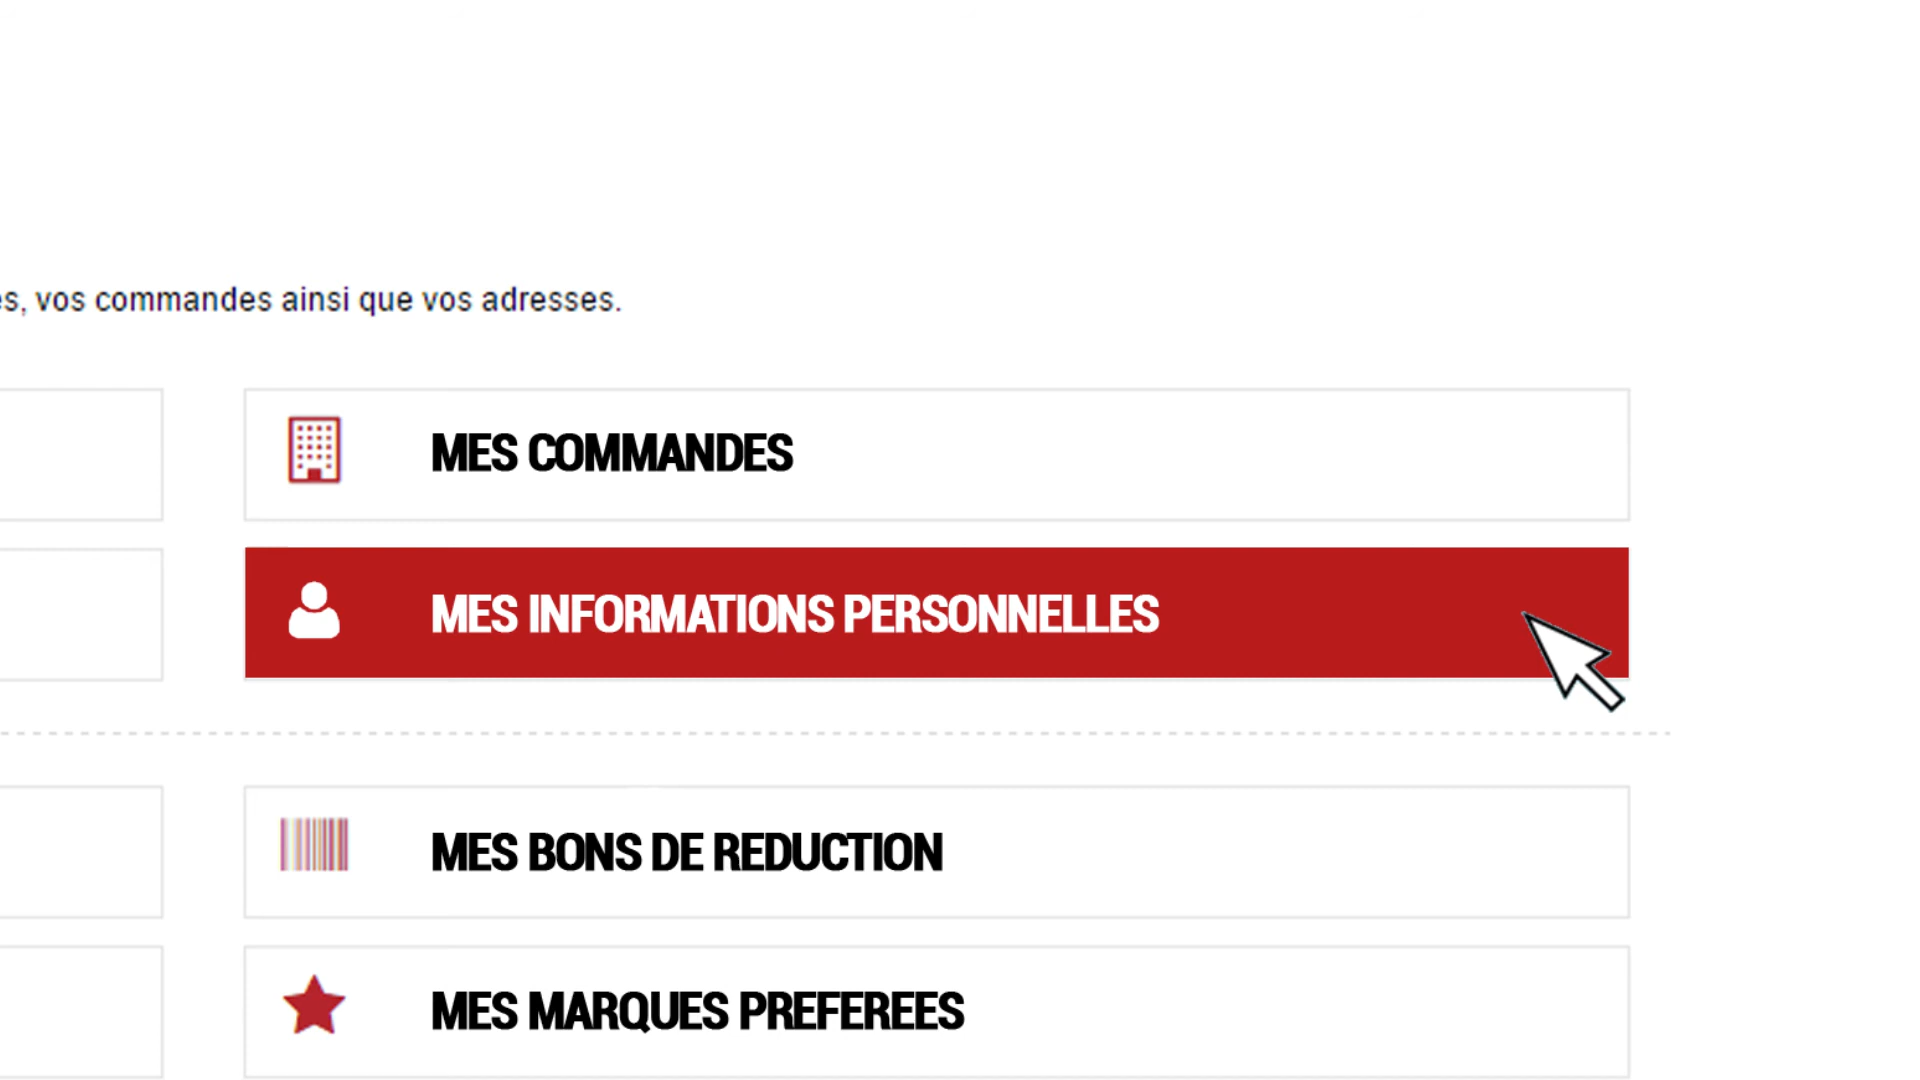 vos commandes ainsi que vos adresses.
MES COMMANDES
MES INFORMATIONS PERSONNELLES
MES BONS DE REDUCTION
MES MARQUES PREFEREES